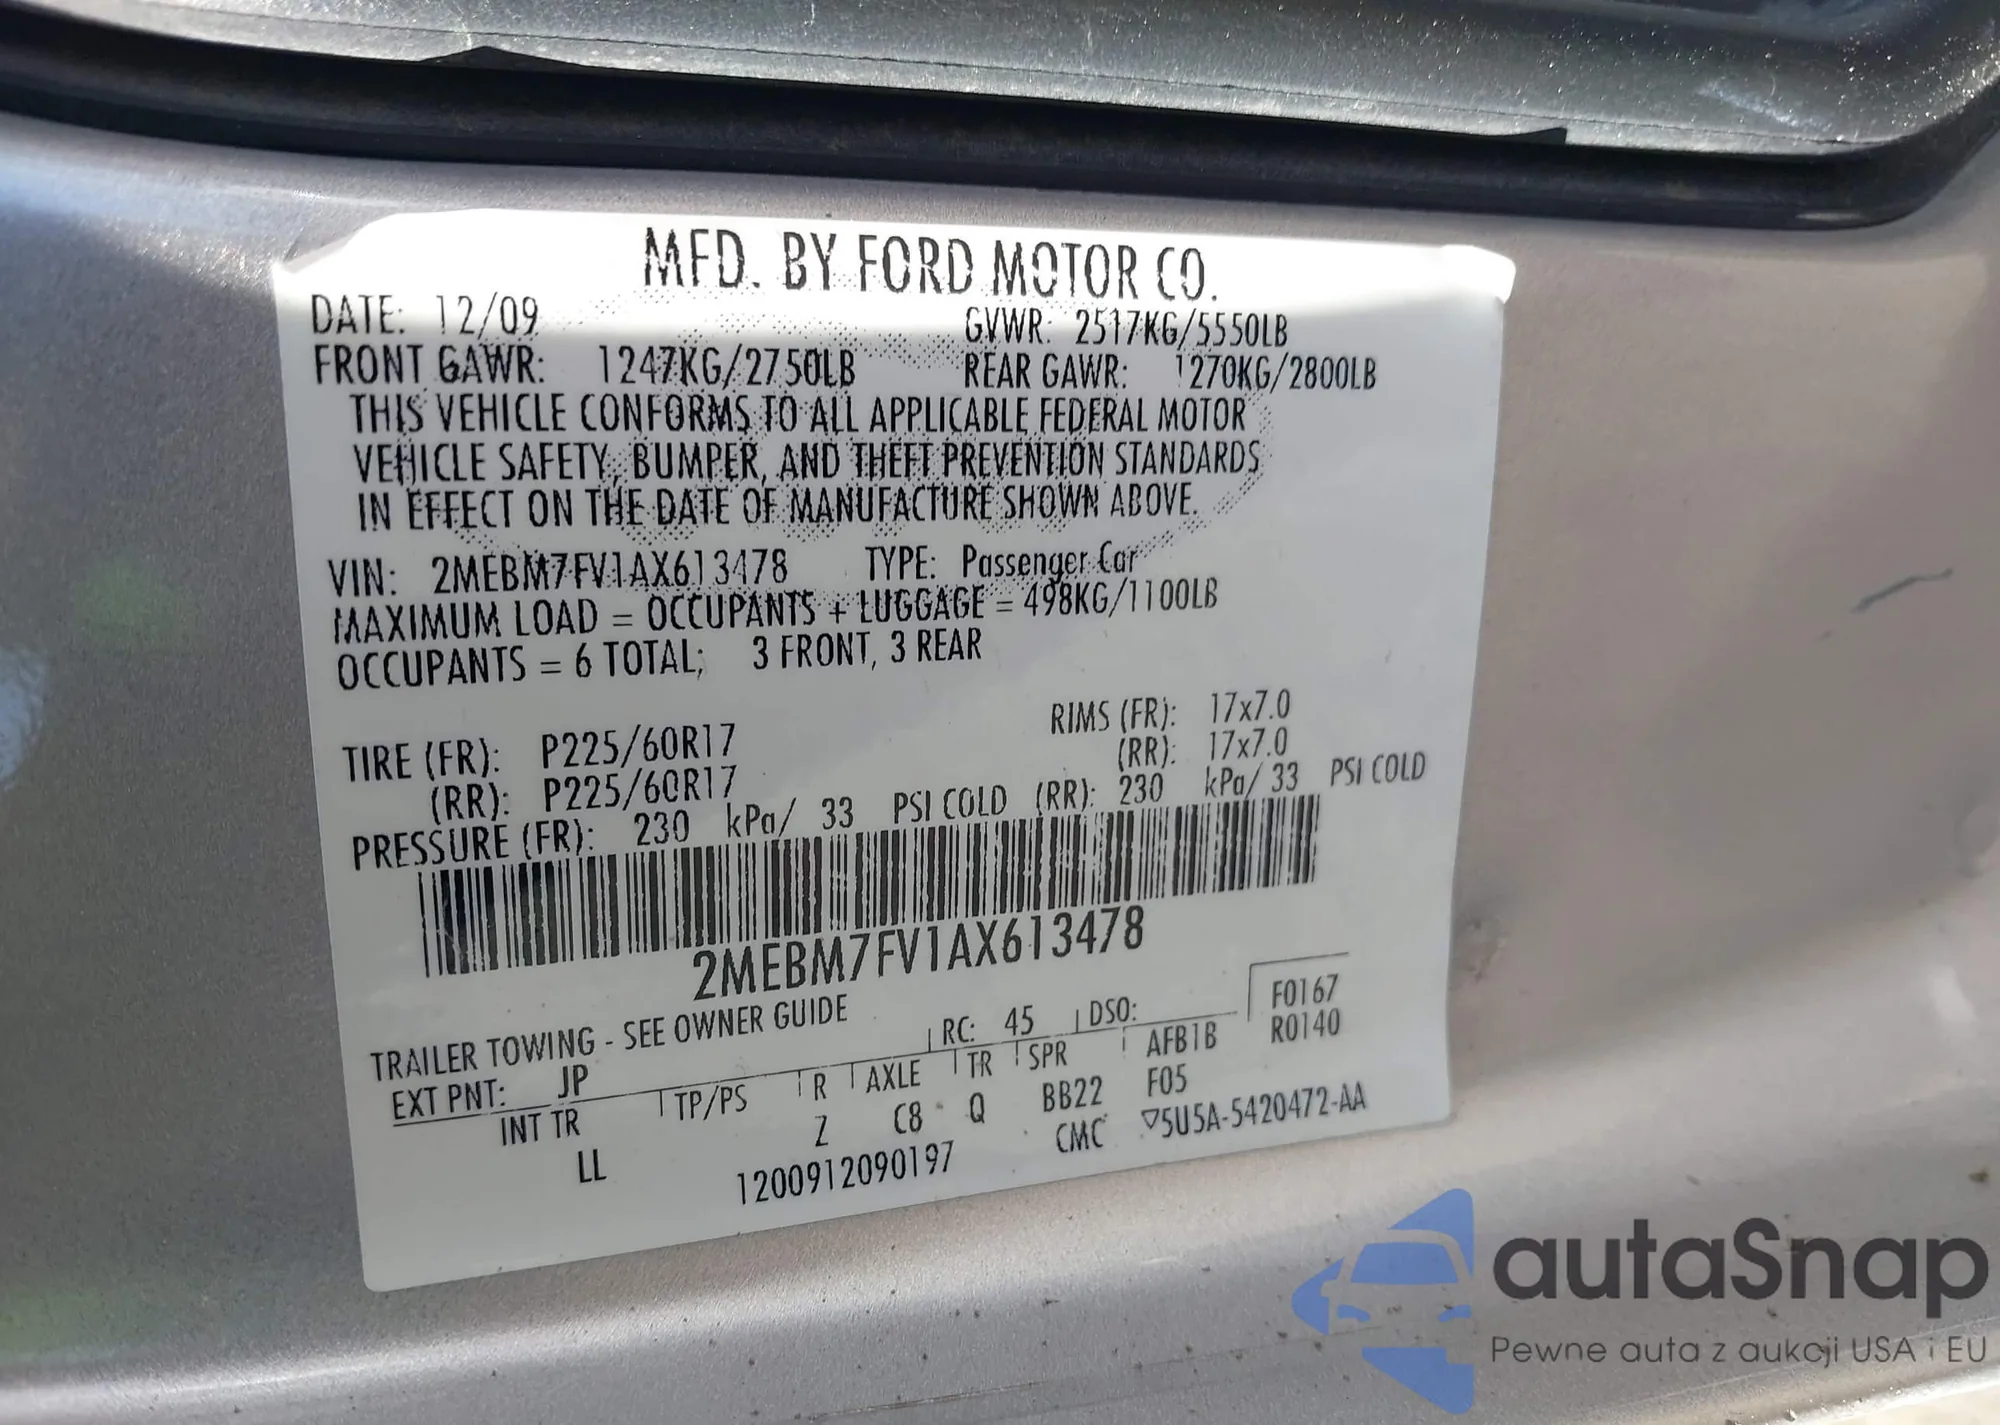 MFD. BY FORD MOTOR CO.
DATE: 12/09 GVWR: 2517KG/5550LB
FRONT GAWR: 1247KG/2750LB REAR GAWR: 1270KG/2800LB
THIS VEHICLE CONFORMS TO ALL APPLICABLE FEDERAL MOTOR
VEHICLE SAFETY, BUMPER, AND THEFT PREVENTION STANDARDS
IN EFFECT ON THE DATE OF MANUFACTURE SHOWN ABOVE.
VIN: 2MEBM7FV1AX613478 TYPE: Passenger Car
MAXIMUM LOAD = OCCUPANTS + LUGGAGE = 498KG/1100LB
OCCUPANTS = 6 TOTAL; 3 FRONT, 3 REAR
TIRE (FR): P225/60R17 RIMS (FR): 17x7.0
(RR): P225/60R17 (RR): 17x7.0
PRESSURE (FR): 230 kPa/ 33 PSI COLD (RR): 230 kPa/ 33 PSI COLD
2MEBM7FV1AX613478
TRAILER TOWING - SEE OWNER GUIDE RC: 45 DSO: F0167
EXT PNT: JP R0140
INT TR TP/PS R AXLE TR SPR AFB1B
LL Z C8 Q BB22 F05
1200912090197 CMC ▽5U5A-5420472-AA
autaSnap
Pewne auta z aukcji USA i EU